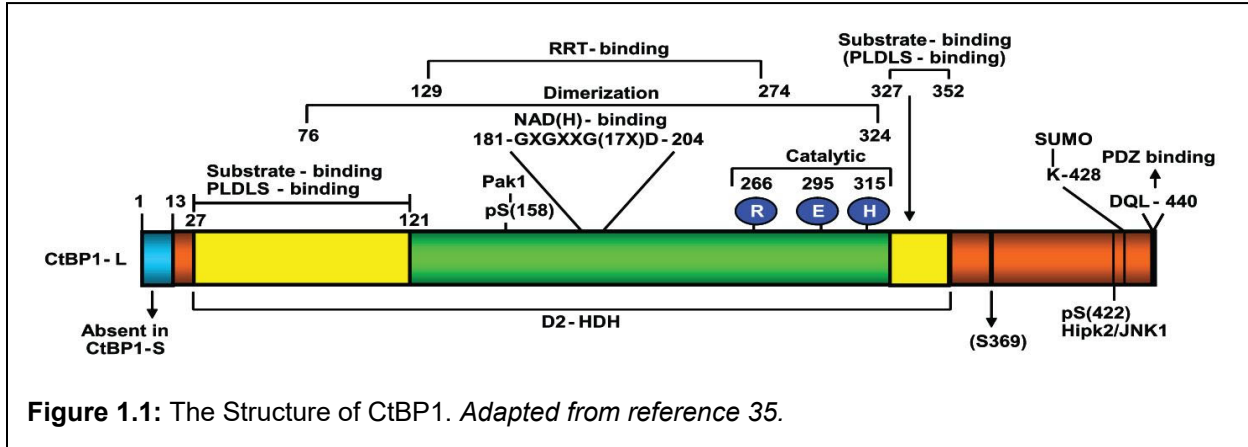 RRT- binding
129 274
Substrate - binding
(PLDLS - binding)
327 352
Dimerization
76 324
NAD(H) - binding
181-GXGXXG(17X)D - 204
Substrate - binding
PLDLS - binding
27 121
1 13
Pak1
pS(158)
Catalytic
266 295 315
R E H
SUMO
K-428
PDZ binding
DQL - 440
CtBP1- L
Absent in
CtBP1-S
D2 - HDH
(S369)
pS(422)
Hipk2/JNK1
Figure 1.1: The Structure of CtBP1. Adapted from reference 35.